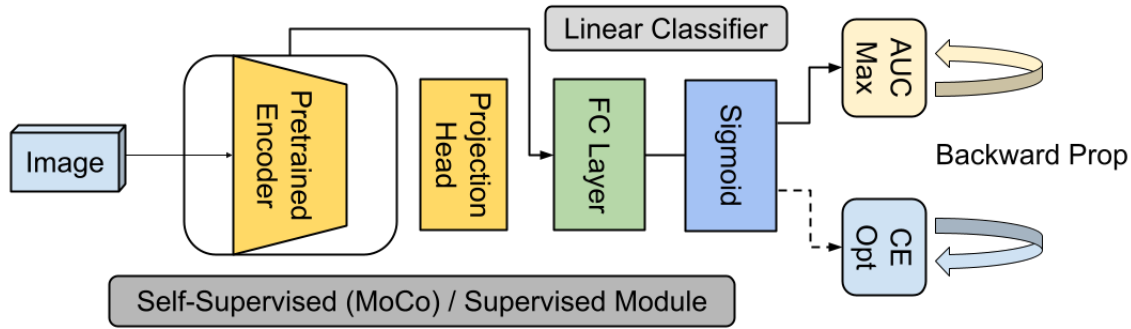 Linear Classifier
Image
Pretrained
Encoder
Projection
Head
FC Layer
Sigmoid
AUC
Max
Backward Prop
CE
Opt
Self-Supervised (MoCo) / Supervised Module